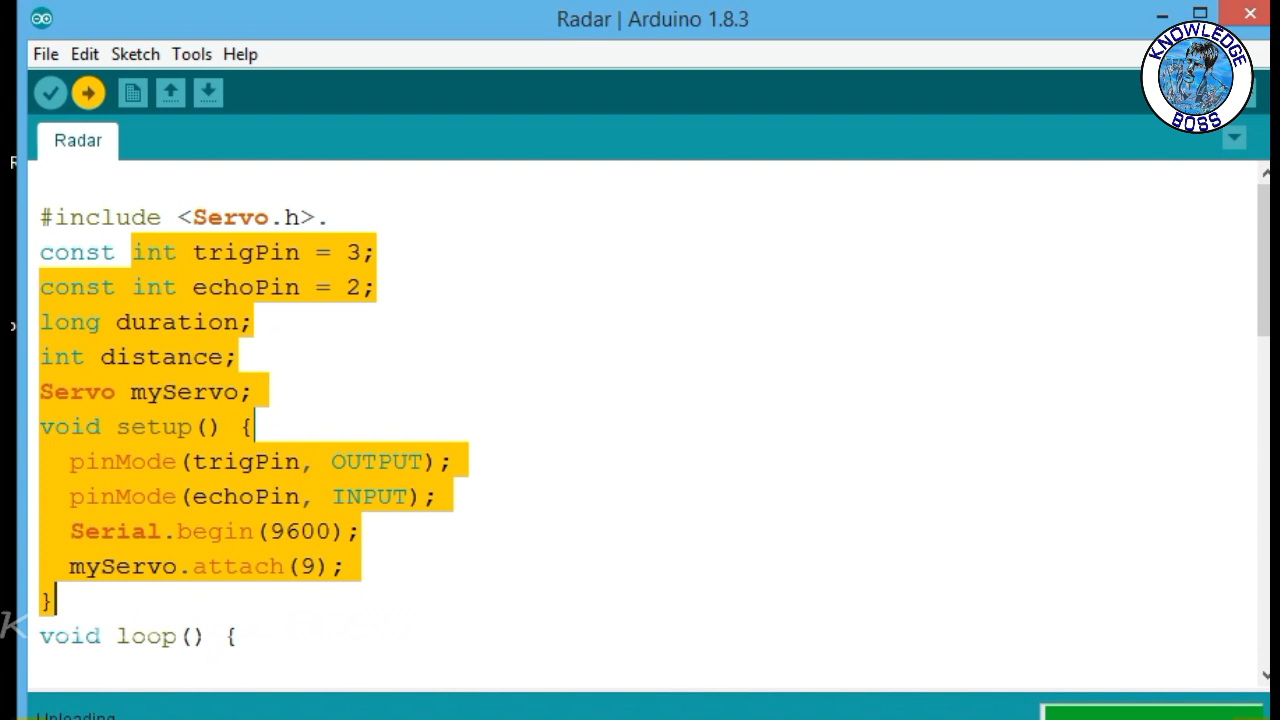 Radar | Arduino 1.8.3
File Edit Sketch Tools Help
KNOWLEDGE
BOSS
Radar
#include <Servo.h>.
const int trigPin = 3;
const int echoPin = 2;
long duration;
int distance;
Servo myServo;
void setup() {
pinMode(trigPin, OUTPUT);
pinMode(echoPin, INPUT);
Serial.begin(9600);
myServo.attach(9);
}
void loop() {
Uploading